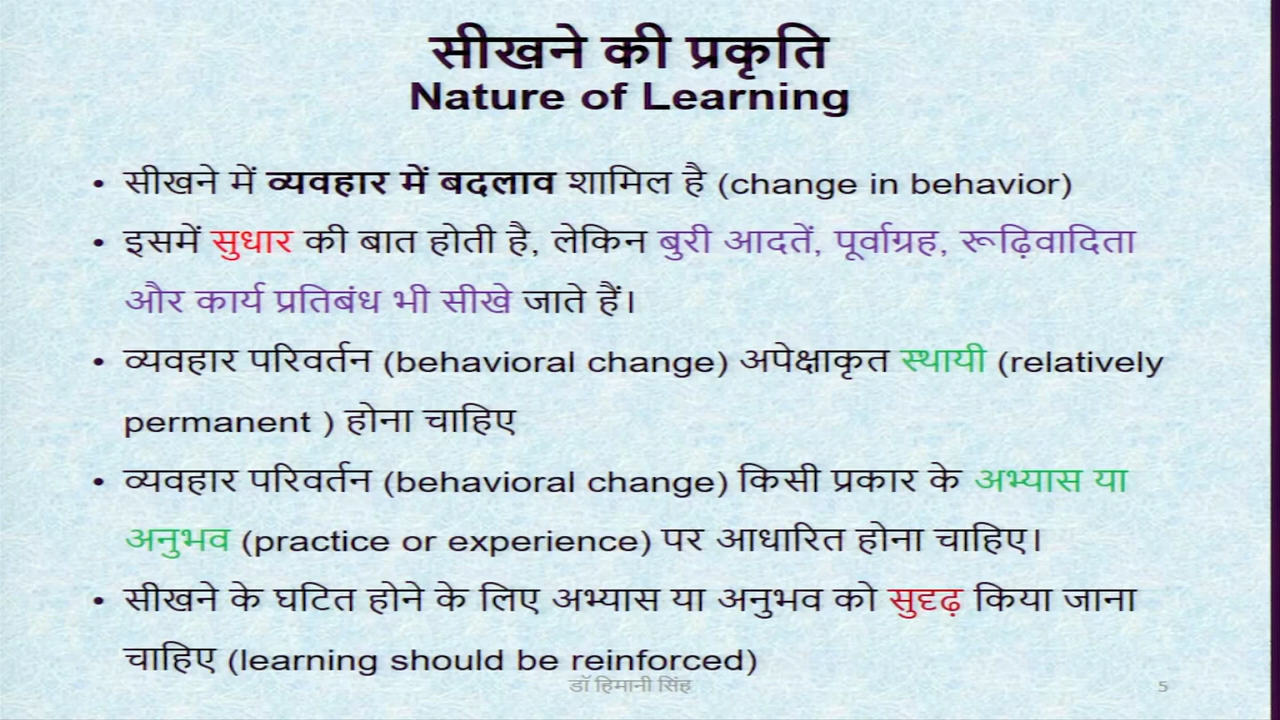 सीखने की प्रकृति
Nature of Learning
• सीखने में व्यवहार में बदलाव शामिल है (change in behavior)
• इसमें सुधार की बात होती है, लेकिन बुरी आदतें, पूर्वाग्रह, रूढ़िवादिता
और कार्य प्रतिबंध भी सीखे जाते हैं।
• व्यवहार परिवर्तन (behavioral change) अपेक्षाकृत स्थायी (relatively
permanent ) होना चाहिए
• व्यवहार परिवर्तन (behavioral change) किसी प्रकार के अभ्यास या
अनुभव (practice or experience) पर आधारित होना चाहिए।
• सीखने के घटित होने के लिए अभ्यास या अनुभव को सुदृढ़ किया जाना
चाहिए (learning should be reinforced)
डॉ हिमानी सिंह 5